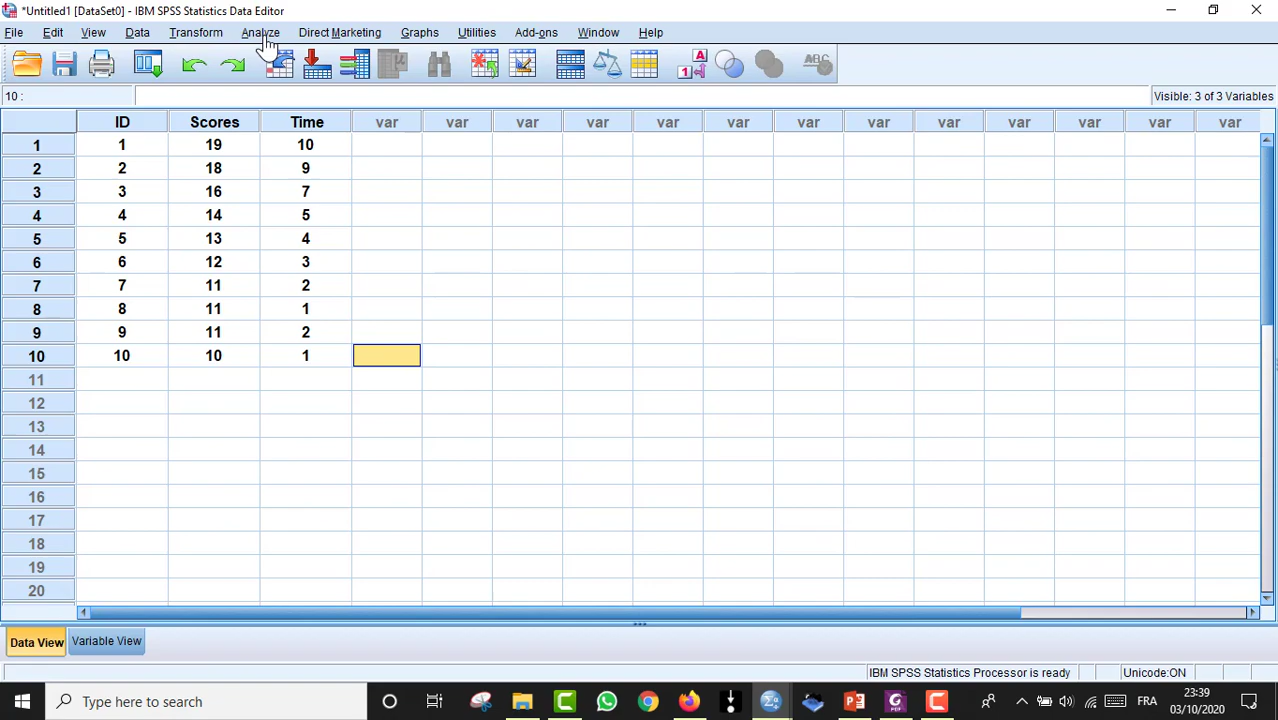 *Untitled1 [DataSet0] - IBM SPSS Statistics Data Editor
File Edit View Data Transform Analyze Direct Marketing Graphs Utilities Add-ons Window Help
10 : Visible: 3 of 3 Variables
ID Scores Time var var var var var var var var var var var var var
1 1 19 10
2 2 18 9
3 3 16 7
4 4 14 5
5 5 13 4
6 6 12 3
7 7 11 2
8 8 11 1
9 9 11 2
10 10 10 1
11
12
13
14
15
16
17
18
19
20
Data View Variable View
IBM SPSS Statistics Processor is ready Unicode:ON
Type here to search FRA 23:39
03/10/2020